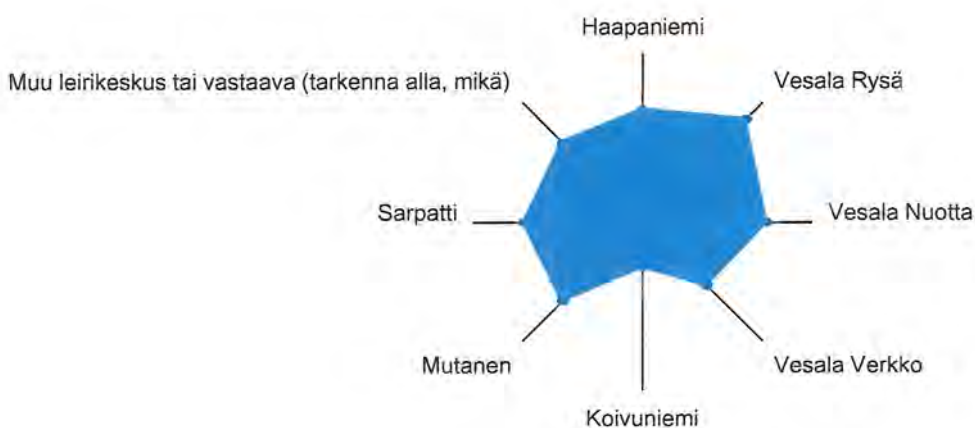 Haapaniemi
Muu leirikeskus tai vastaava (tarkenna alla, mikä)
Vesala Rysä
Sarpatti
Vesala Nuotta
Mutanen
Vesala Verkko
Koivuniemi